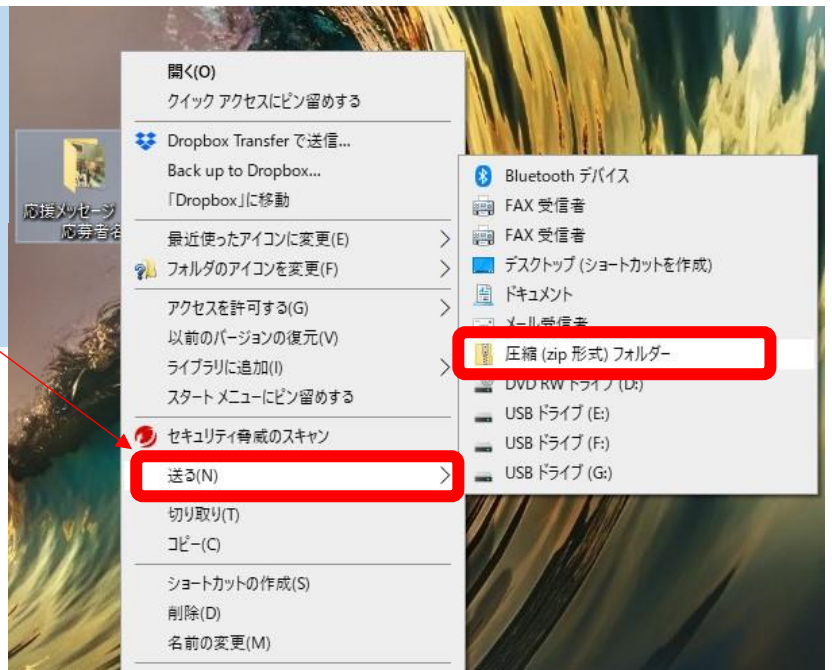 応援メッセージ
応募者名
開く(O)
クイック アクセスにピン留めする
Dropbox Transfer で送信...
Back up to Dropbox...
「Dropbox」に移動
最近使ったアイコンに変更(E)
フォルダのアイコンを変更(F)
アクセスを許可する(G)
以前のバージョンの復元(V)
ライブラリに追加(I)
スタート メニューにピン留めする
セキュリティ脅威のスキャン
送る(N)
切り取り(T)
コピー(C)
ショートカットの作成(S)
削除(D)
名前の変更(M)
Bluetooth デバイス
FAX 受信者
FAX 受信者
デスクトップ (ショートカットを作成)
ドキュメント
メール受信者
圧縮 (zip 形式) フォルダー
DVD RW ドライブ (D:)
USB ドライブ (E:)
USB ドライブ (F:)
USB ドライブ (G:)